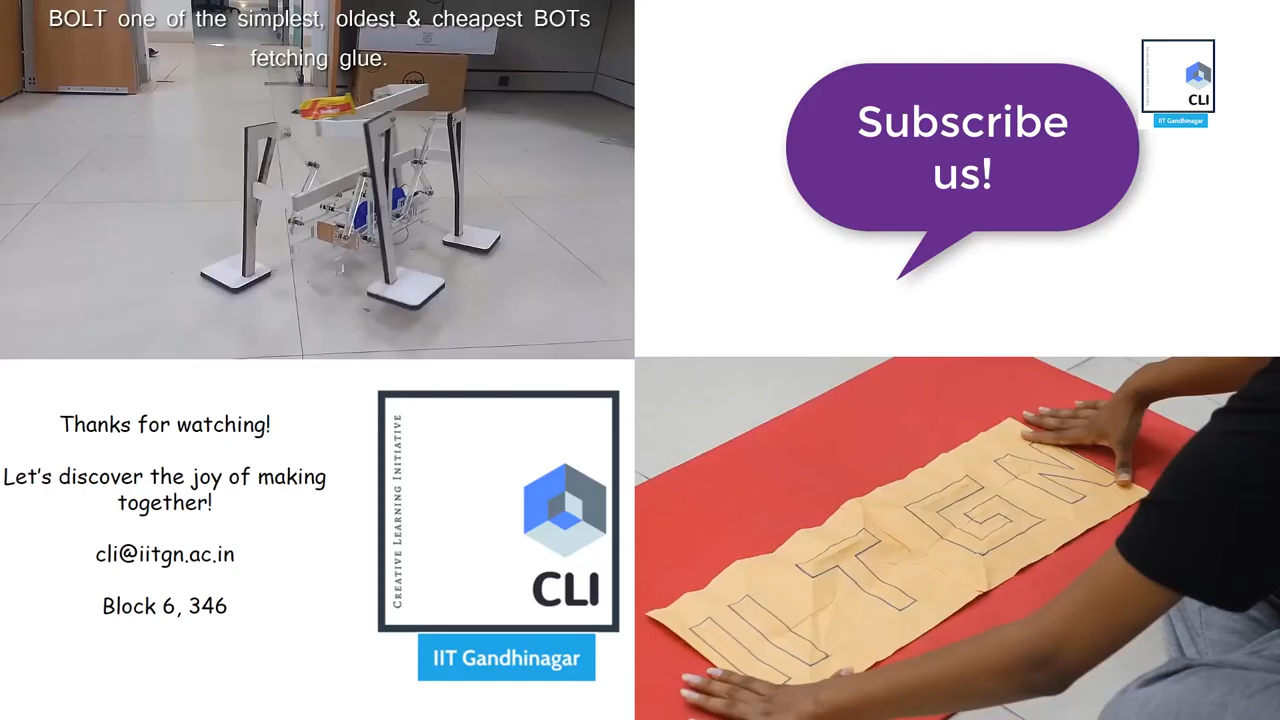 BOLT one of the simplest, oldest & cheapest BOTs
fetching glue.
Subscribe
us!
CLI
IIT Gandhinagar
Thanks for watching!
Let's discover the joy of making
together!
cli@iitgn.ac.in
Block 6, 346
CREATIVE LEARNING INITIATIVE
CLI
IIT Gandhinagar
IITGN